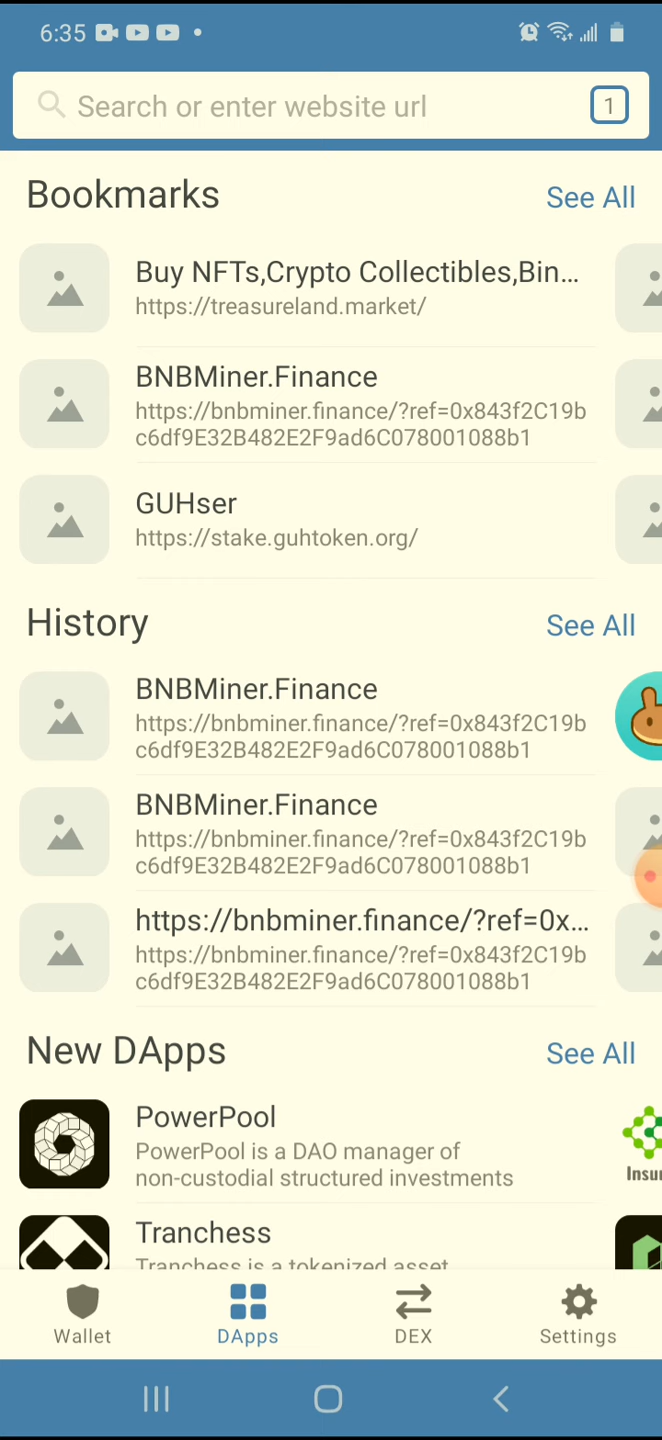 6:35
Search or enter website url
1
Bookmarks
See All
Buy NFTs,Crypto Collectibles,Bin...
https://treasureland.market/
BNBMiner.Finance
https://bnbminer.finance/?ref=0x843f2C19b
c6df9E32B482E2F9ad6C078001088b1
GUHser
https://stake.guhtoken.org/
History
See All
BNBMiner.Finance
https://bnbminer.finance/?ref=0x843f2C19b
c6df9E32B482E2F9ad6C078001088b1
BNBMiner.Finance
https://bnbminer.finance/?ref=0x843f2C19b
c6df9E32B482E2F9ad6C078001088b1
https://bnbminer.finance/?ref=0x...
https://bnbminer.finance/?ref=0x843f2C19b
c6df9E32B482E2F9ad6C078001088b1
New DApps
See All
PowerPool
PowerPool is a DAO manager of
non-custodial structured investments
Insu
Tranchess
Tranchess is a tokenized asset
Wallet
DApps
DEX
Settings